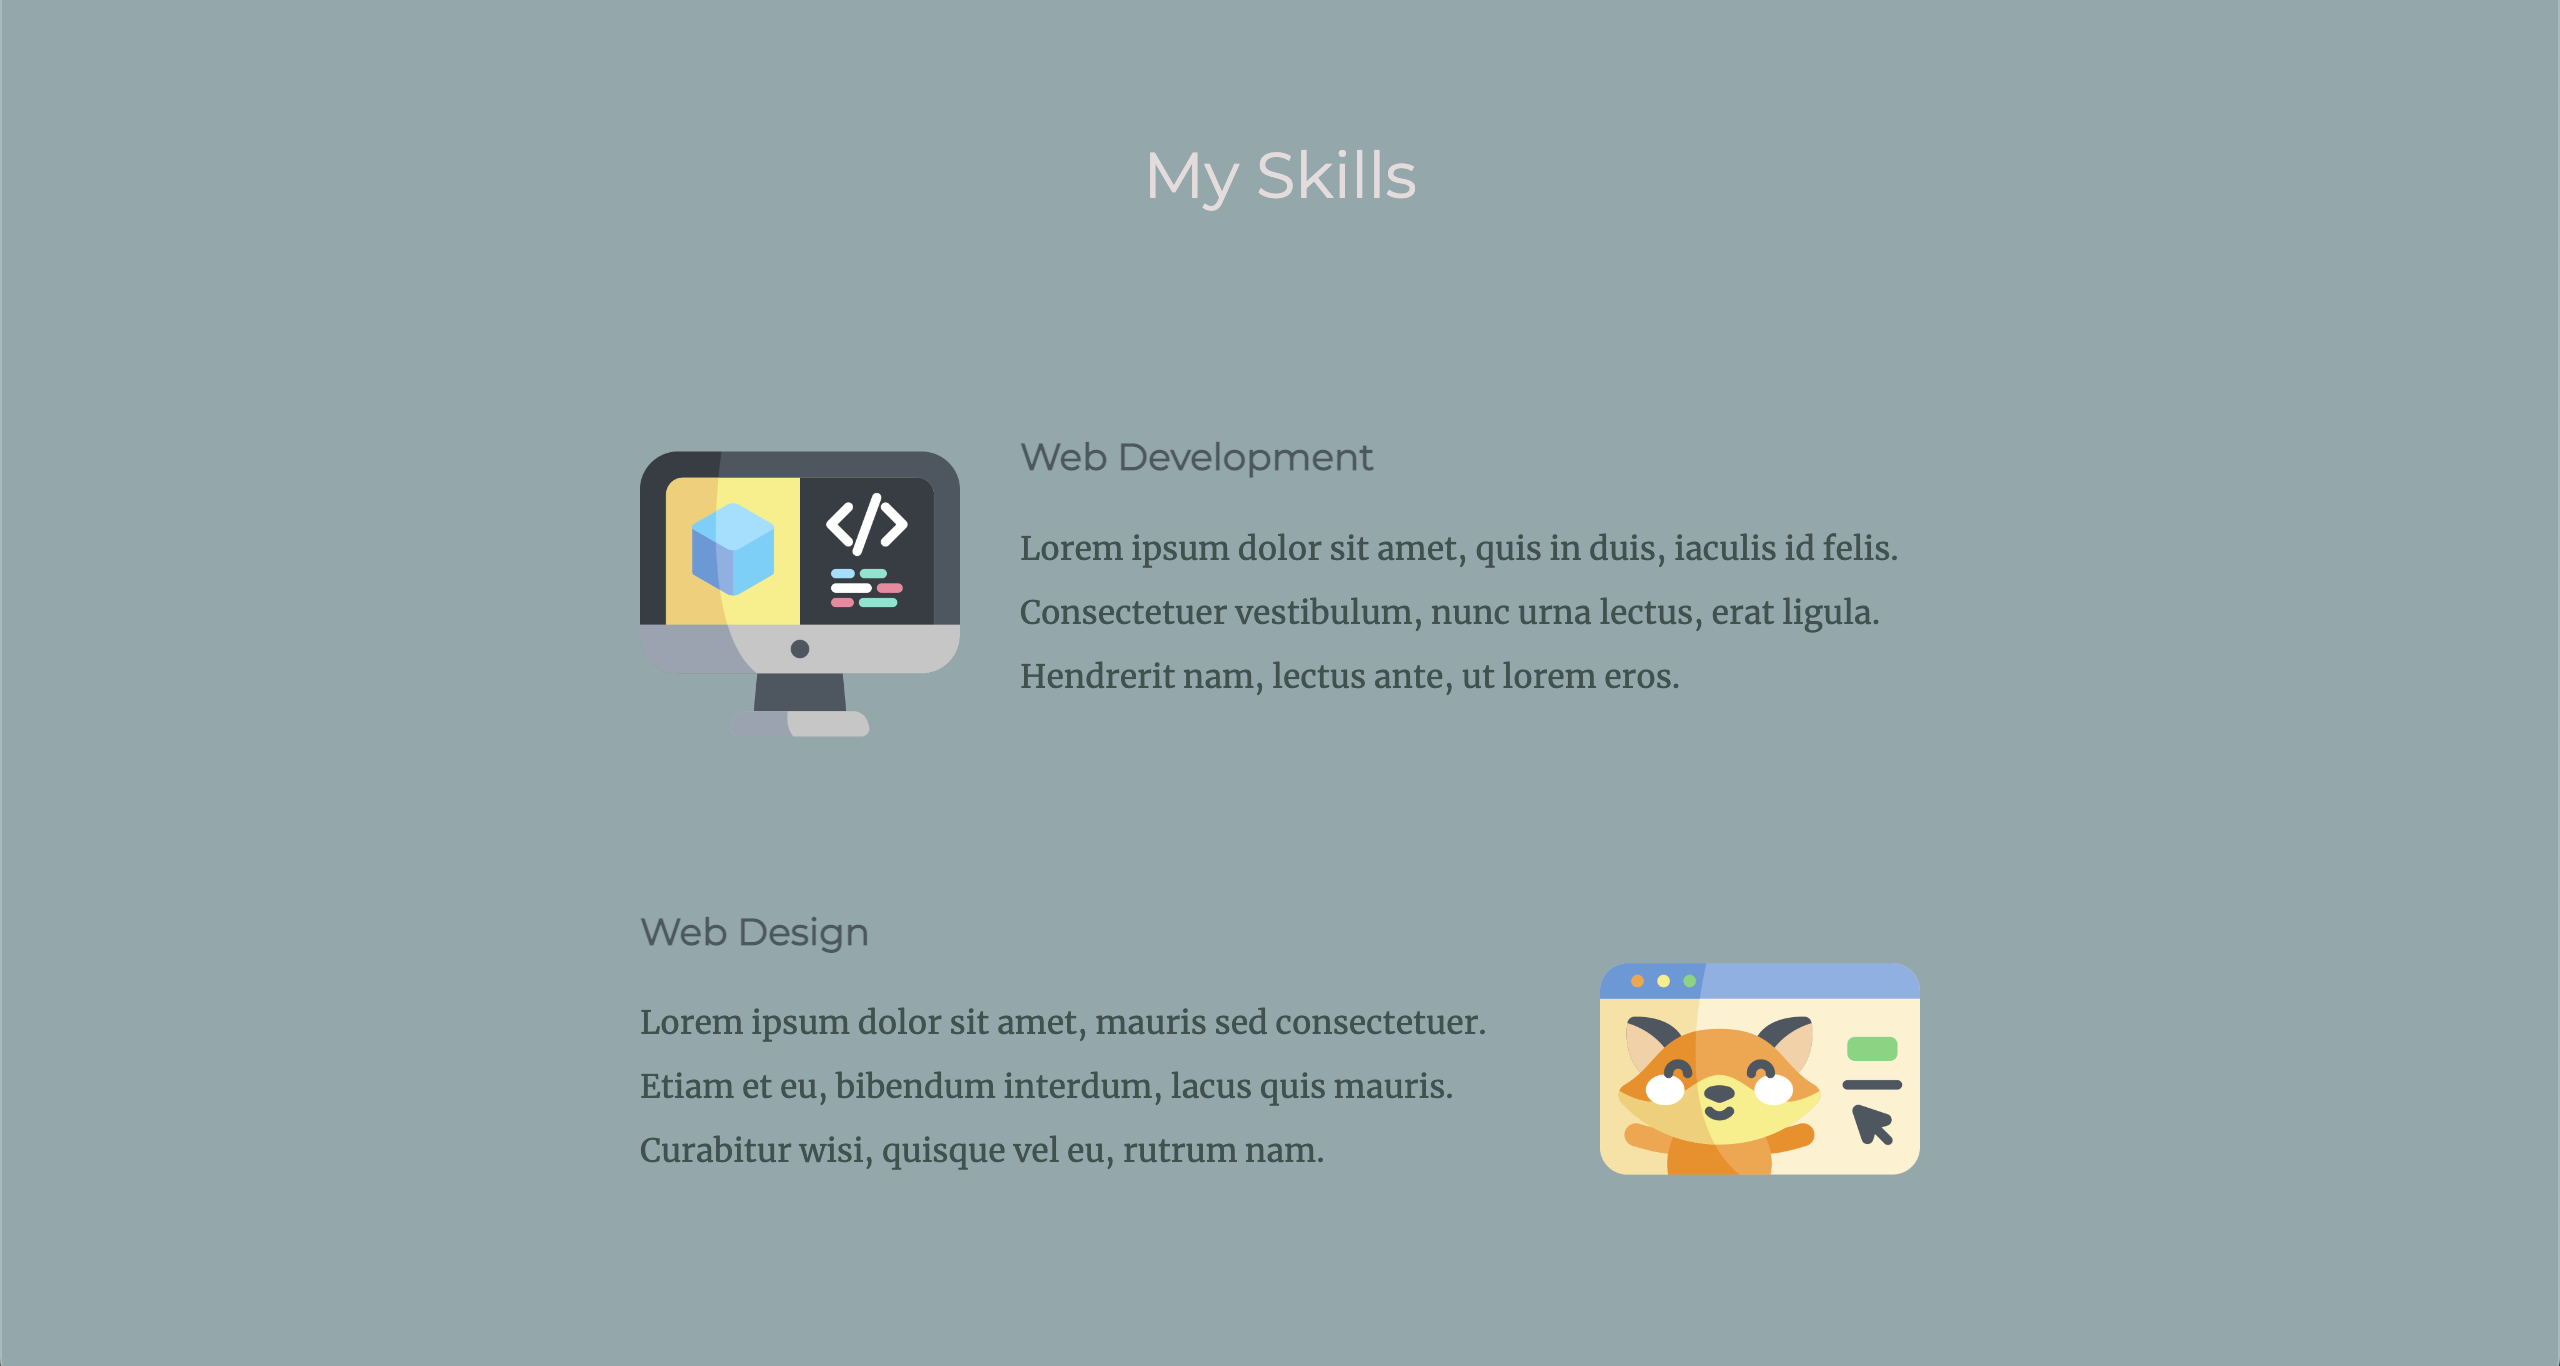 My Skills
Web Development
Lorem ipsum dolor sit amet, quis in duis, iaculis id felis.
Consectetuer vestibulum, nunc urna lectus, erat ligula.
Hendrerit nam, lectus ante, ut lorem eros.
Web Design
Lorem ipsum dolor sit amet, mauris sed consectetuer.
Etiam et eu, bibendum interdum, lacus quis mauris.
Curabitur wisi, quisque vel eu, rutrum nam.